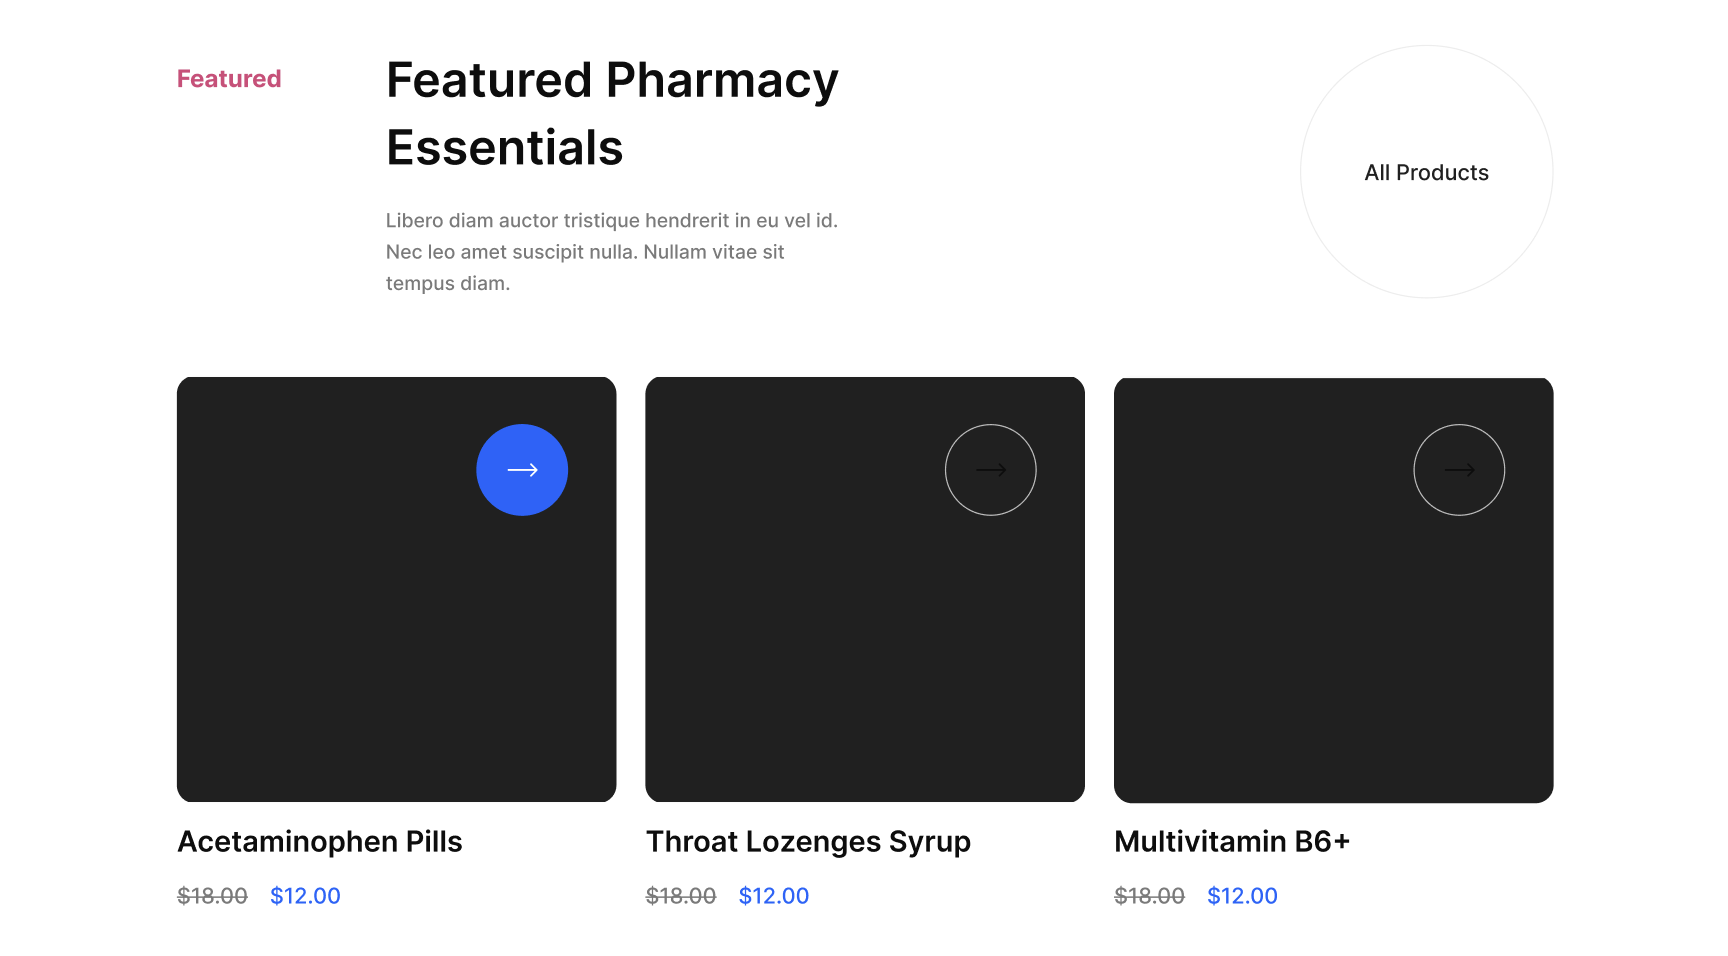 Featured
Featured Pharmacy
Essentials
Libero diam auctor tristique hendrerit in eu vel id.
Nec leo amet suscipit nulla. Nullam vitae sit
tempus diam.
All Products
Acetaminophen Pills
$18.00 $12.00
Throat Lozenges Syrup
$18.00 $12.00
Multivitamin B6+
$18.00 $12.00